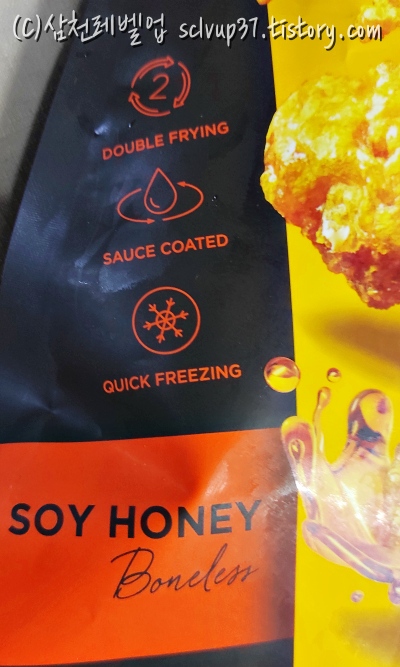 (C)삼천레벨업 sclvup37.tistory.com
2
DOUBLE FRYING
SAUCE COATED
QUICK FREEZING
SOY HONEY
Boneless